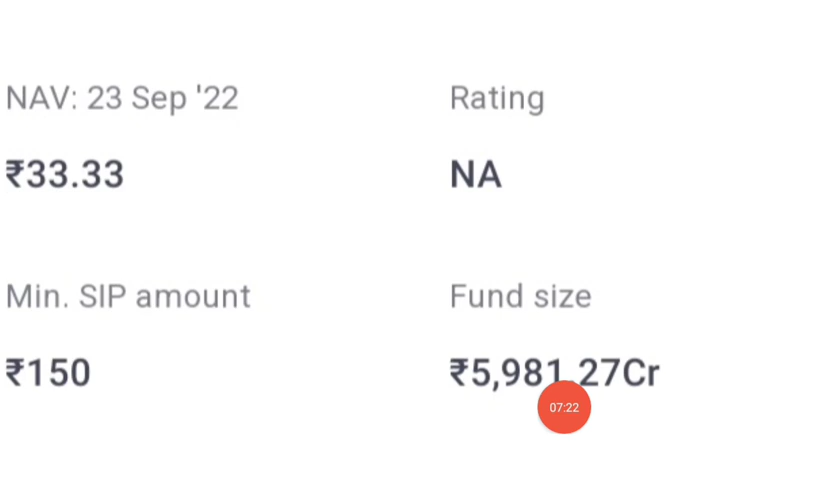 NAV: 23 Sep '22
Rating
₹33.33
NA
Min. SIP amount
Fund size
₹150
₹5,981.27Cr
07:22